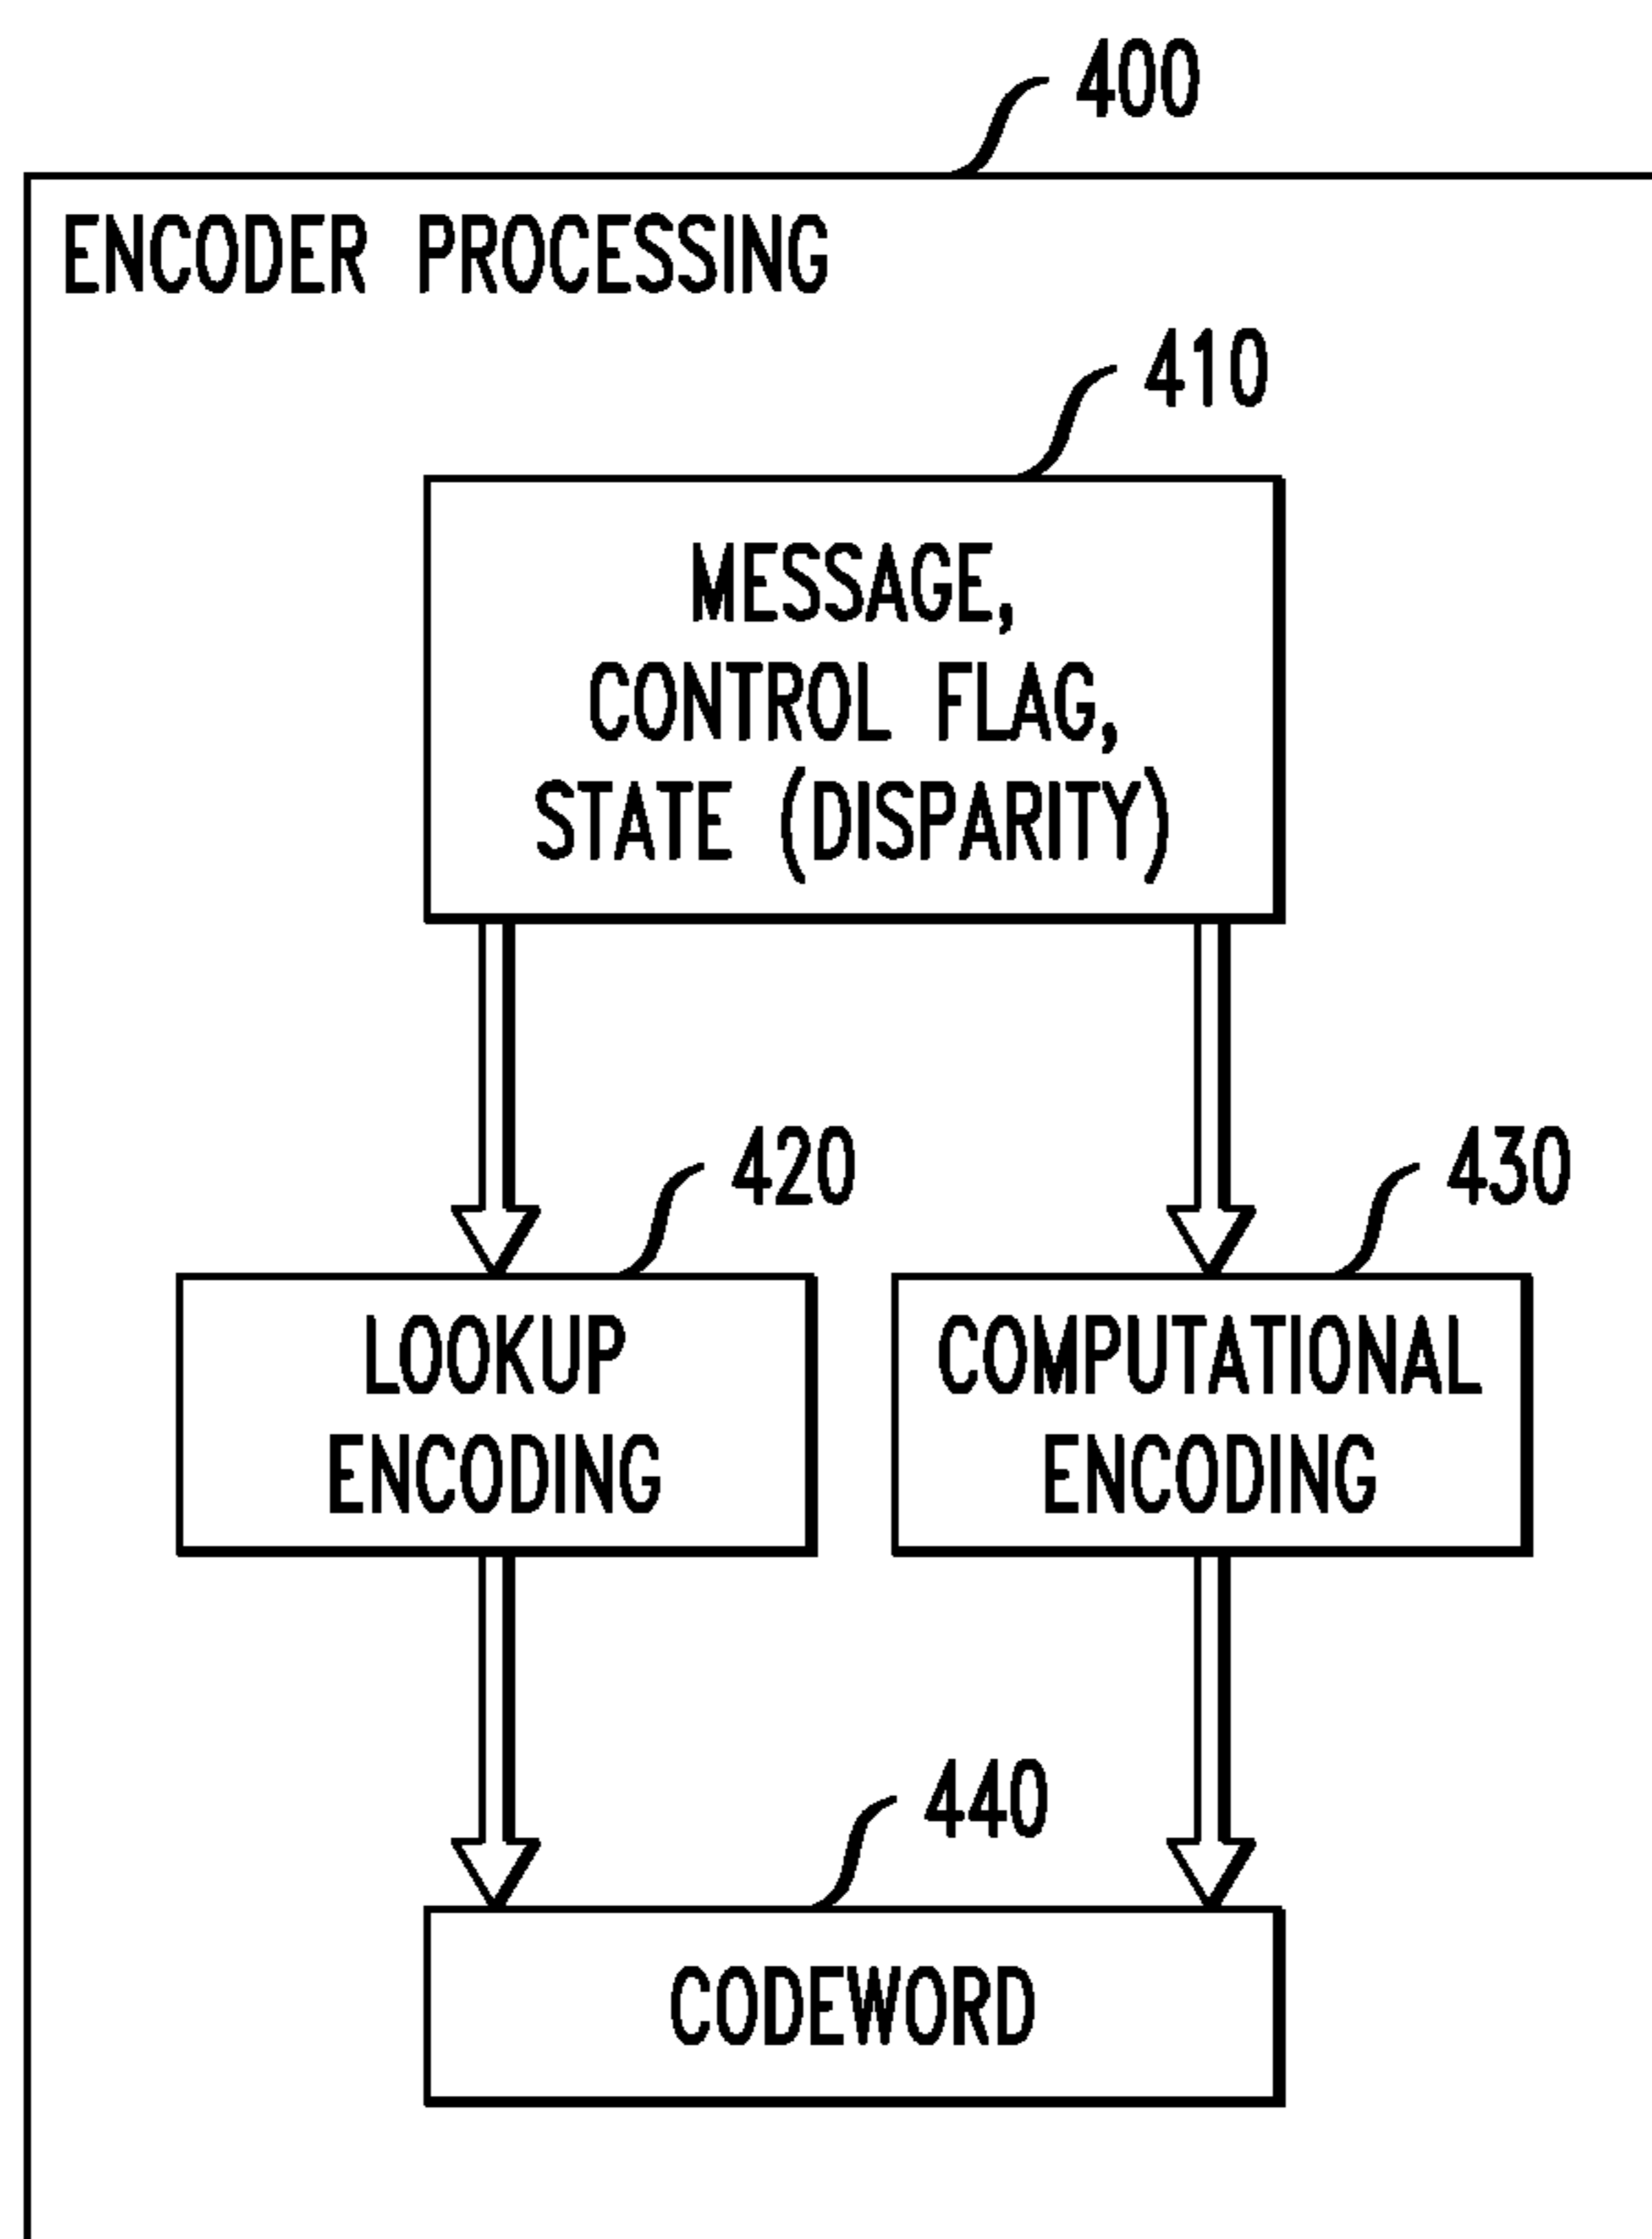 400
ENCODER PROCESSING
410
MESSAGE,
CONTROL FLAG,
STATE (DISPARITY)
420
430
LOOKUP
ENCODING
COMPUTATIONAL
ENCODING
440
CODEWORD